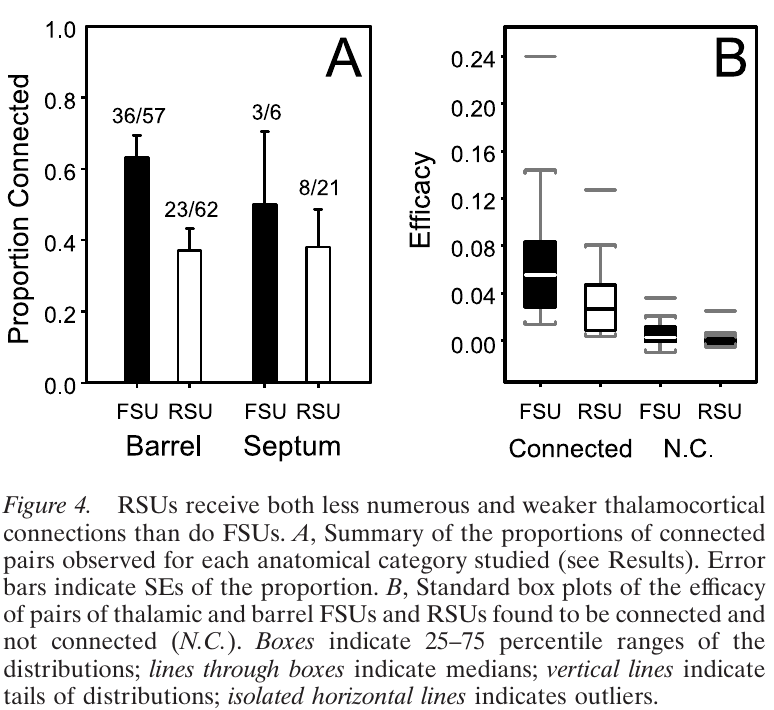 A
Proportion Connected
1.0
0.8
0.6
0.4
0.2
0.0
36/57
23/62
3/6
8/21
FSU RSU FSU RSU
Barrel Septum
B
Efficacy
0.24
0.20
0.16
0.12
0.08
0.04
0.00
FSU RSU FSU RSU
Connected N.C.
Figure 4. RSUs receive both less numerous and weaker thalamocortical
connections than do FSUs. A, Summary of the proportions of connected
pairs observed for each anatomical category studied (see Results). Error
bars indicate SEs of the proportion. B, Standard box plots of the efficacy
of pairs of thalamic and barrel FSUs and RSUs found to be connected and
not connected (N.C.). Boxes indicate 25–75 percentile ranges of the
distributions; lines through boxes indicate medians; vertical lines indicate
tails of distributions; isolated horizontal lines indicates outliers.